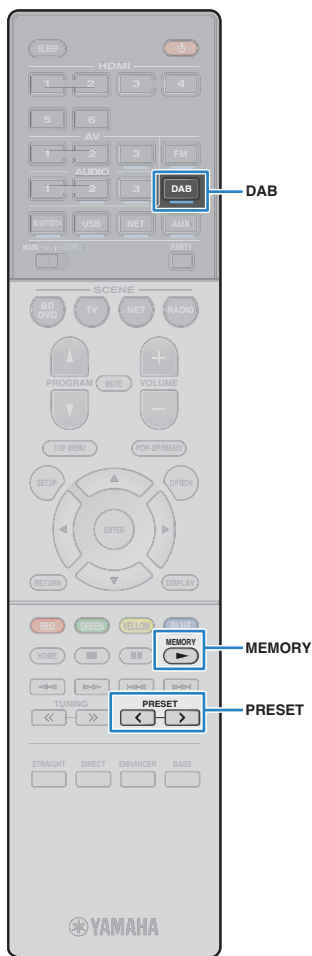 SLEEP
HDMI
1 2 3 4
5 6
AV
1 2 3 FM
AUDIO
1 2 3 DAB
DAB
BLUETOOTH USB NET AUX
MAIN ZONE 2 PARTY
SCENE
BD
DVD TV NET RADIO
PROGRAM MUTE VOLUME
TOP MENU POP-UP/MENU
SETUP OPTION
ENTER
RETURN DISPLAY
RED GREEN YELLOW BLUE
HOME MEMORY
MEMORY
TUNING PRESET
PRESET
STRAIGHT DIRECT ENHANCER BASS
YAMAHA